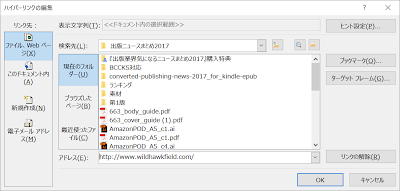 ハイパーリンクの編集
リンク先:
表示文字列(T): <<ドキュメント内の選択範囲>>
ヒント設定(P)...
ファイル、Web ページ(X)
検索先(L): 出版ニュースまとめ2017
このドキュメント内(A)
現在のフォルダー(U)
『出版業界気になるニュースまとめ2017』購入特典
BCCKS対応
converted-publishing-news-2017_for_kindle-epub
ランキング
素材
第1版
663_body_guide.pdf
663_cover_guide (1).pdf
AmazonPOD_A5_c1.ai
AmazonPOD_A5_c4.ai
ブックマーク(O)...
ターゲット フレーム(G)...
新規作成(N)
ブラウズしたページ(B)
電子メール アドレス(M)
最近使ったファイル(C)
アドレス(E): http://www.wildhawkfield.com/
リンクの解除(R)
OK
キャンセル